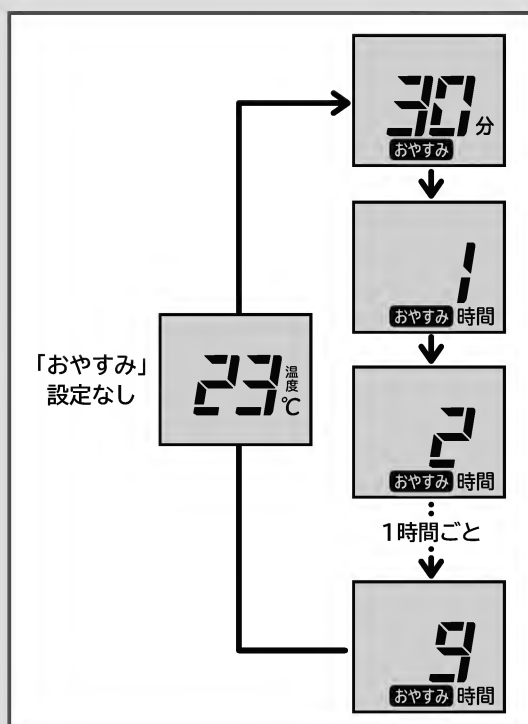 30分
おやすみ
1
おやすみ 時間
「おやすみ」
設定なし
23温度℃
2
おやすみ 時間
1時間ごと
9
おやすみ 時間